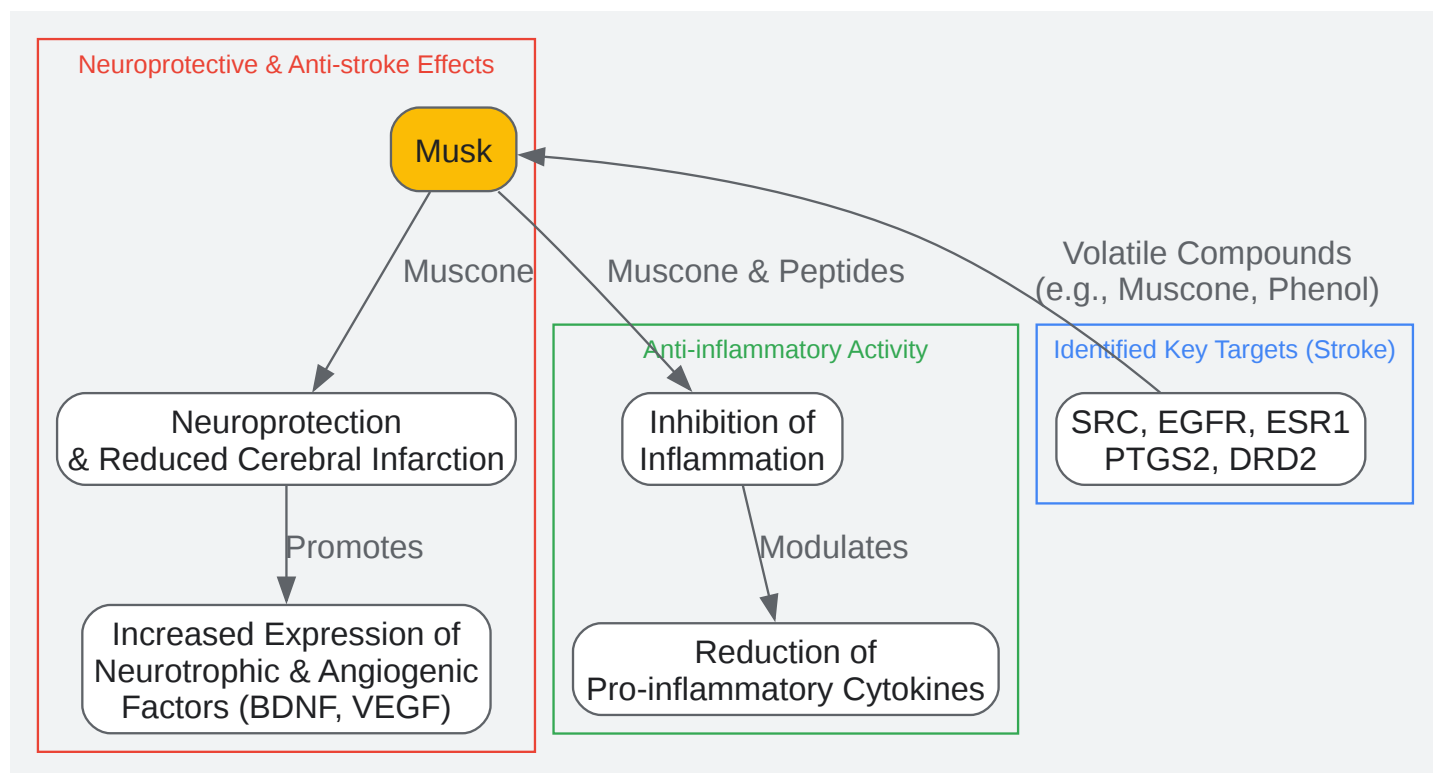 Neuroprotective & Anti-stroke Effects
Musk
Muscone
Muscone & Peptides
Volatile Compounds
(e.g., Muscone, Phenol)
Anti-inflammatory Activity
Identified Key Targets (Stroke)
Neuroprotection
& Reduced Cerebral Infarction
Inhibition of
Inflammation
SRC, EGFR, ESR1
PTGS2, DRD2
Promotes
Modulates
Increased Expression of
Neurotrophic & Angiogenic
Factors (BDNF, VEGF)
Reduction of
Pro-inflammatory Cytokines